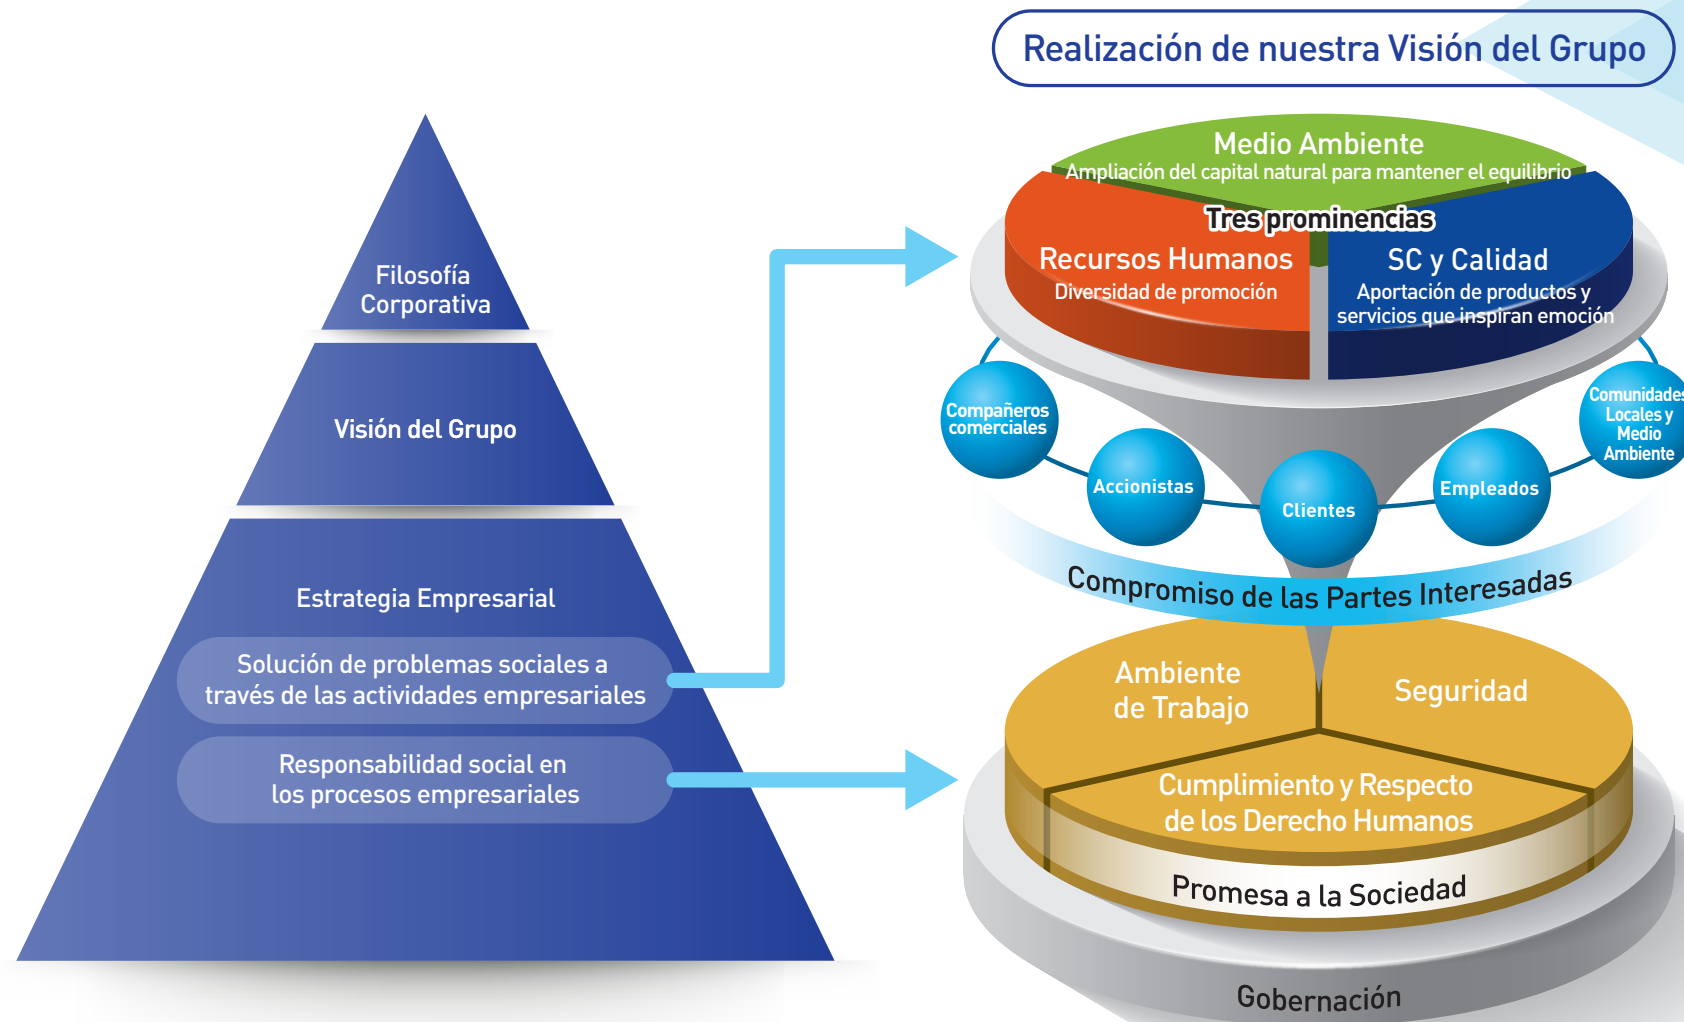 Realización de nuestra Visión del Grupo
Filosofía
Corporativa
Visión del Grupo
Estrategia Empresarial
Solución de problemas sociales a
través de las actividades empresariales
Responsabilidad social en
los procesos empresariales
Medio Ambiente
Ampliación del capital natural para mantener el equilibrio
Tres prominencias
Recursos Humanos
Diversidad de promoción
SC y Calidad
Aportación de productos y
servicios que inspiran emoción
Compañeros
comerciales
Accionistas
Clientes
Empleados
Comunidades
Locales y
Medio
Ambiente
Compromiso de las Partes Interesadas
Ambiente
de Trabajo
Seguridad
Cumplimiento y Respecto
de los Derecho Humanos
Promesa a la Sociedad
Gobernación